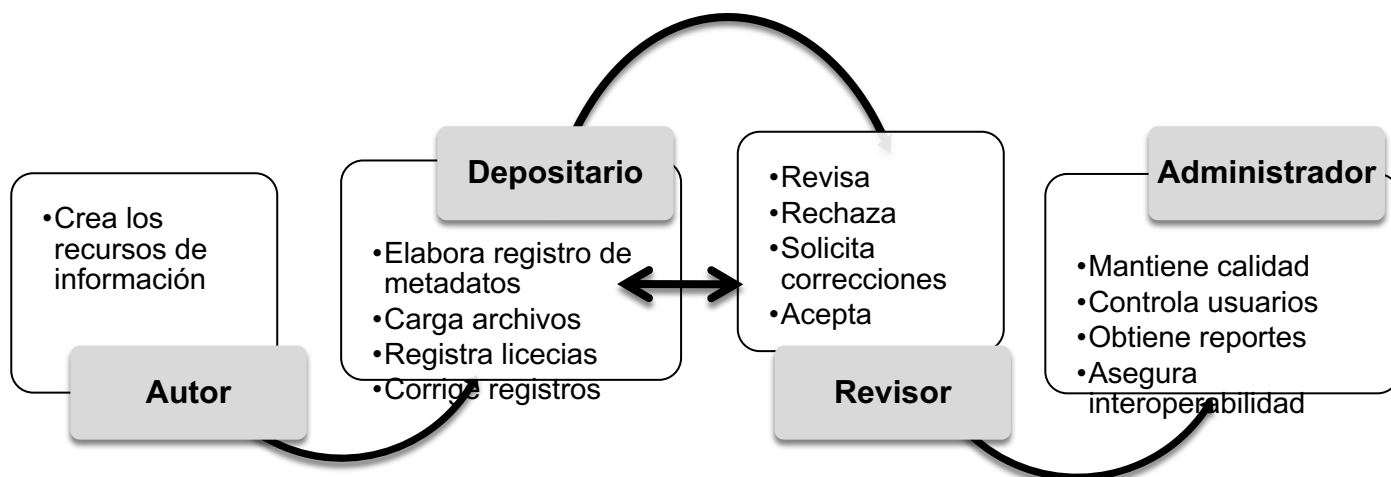 •Crea los
recursos de
información
Autor
Depositario
•Elabora registro de
metadatos
•Carga archivos
•Registra licecias
•Corrige registros
•Revisa
•Rechaza
•Solicita
correcciones
•Acepta
Revisor
Administrador
•Mantiene calidad
•Controla usuarios
•Obtiene reportes
•Asegura
interoperabilidad